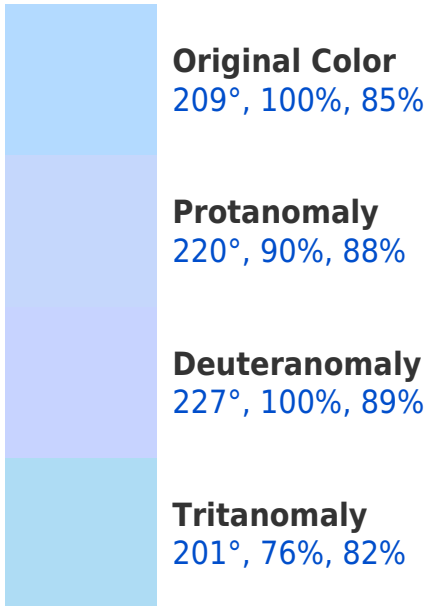 Original Color
209°, 100%, 85%
Protanomaly
220°, 90%, 88%
Deuteranomaly
227°, 100%, 89%
Tritanomaly
201°, 76%, 82%